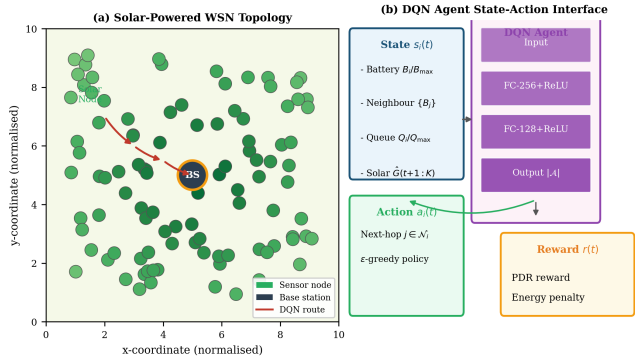 (a) Solar-Powered WSN Topology
10
8
6
4
2
0
0
2
4
6
8
10
y-coordinate (normalised)
x-coordinate (normalised)
Node
BS
Sensor node
Base station
DQN route
(b) DQN Agent State-Action Interface
State s_i(t)
- Battery B_i/B_max
- Neighbour {B_j}
- Queue Q_i/Q_max
- Solar Ĝ(t+1 : K)
DQN Agent
Input
FC-256+ReLU
FC-128+ReLU
Output |𝒜|
Action a_i(t)
Next-hop j ∈ 𝒩_i
ε-greedy policy
Reward r(t)
PDR reward
Energy penalty